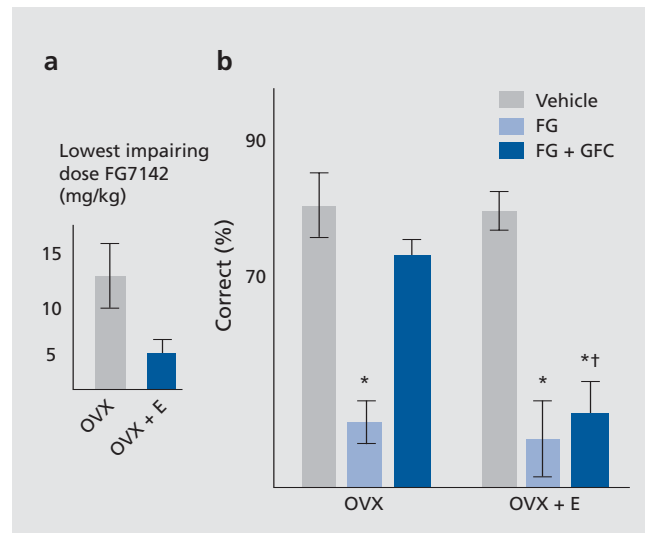 a
Lowest impairing
dose FG7142
(mg/kg)
15
10
5
OVX
OVX + E
b
Vehicle
FG
FG + GFC
Correct (%)
90
70
*
*
*†
OVX
OVX + E